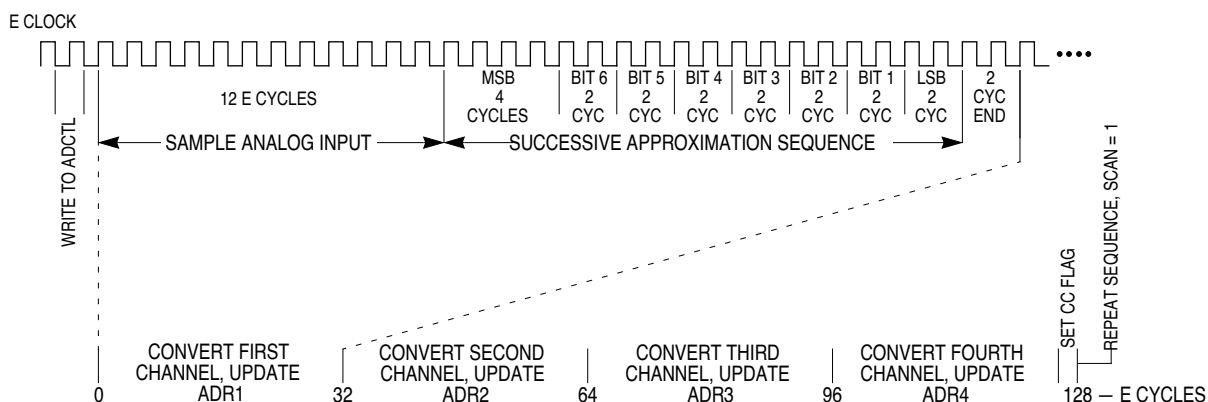 E CLOCK
12 E CYCLES
MSB
4
CYCLES
BIT 6
2
CYC
BIT 5
2
CYC
BIT 4
2
CYC
BIT 3
2
CYC
BIT 2
2
CYC
BIT 1
2
CYC
LSB
2
CYC
2
CYC
END
WRITE TO ADCTL
SAMPLE ANALOG INPUT
SUCCESSIVE APPROXIMATION SEQUENCE
SET CC FLAG
REPEAT SEQUENCE, SCAN = 1
CONVERT FIRST
CHANNEL, UPDATE
ADR1
CONVERT SECOND
CHANNEL, UPDATE
ADR2
CONVERT THIRD
CHANNEL, UPDATE
ADR3
CONVERT FOURTH
CHANNEL, UPDATE
ADR4
0
32
64
96
128 — E CYCLES